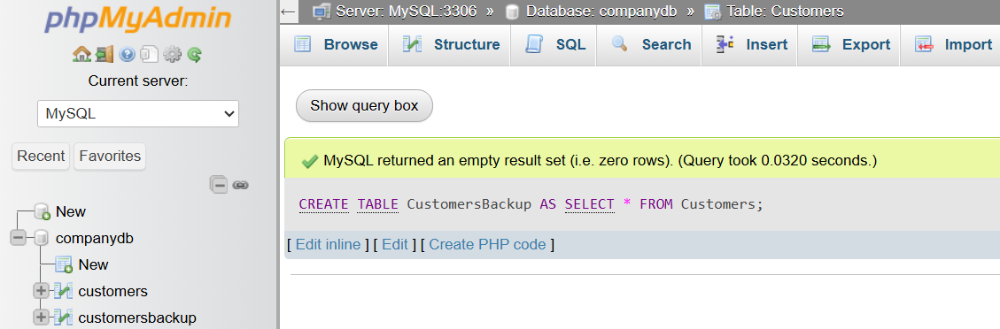 phpMyAdmin
Current server:
MySQL
Recent Favorites
New
companydb
New
customers
customersbackup
← Server: MySQL:3306 » Database: companydb » Table: Customers
Browse Structure SQL Search Insert Export Import
Show query box
MySQL returned an empty result set (i.e. zero rows). (Query took 0.0320 seconds.)
CREATE TABLE CustomersBackup AS SELECT * FROM Customers;
[ Edit inline ] [ Edit ] [ Create PHP code ]